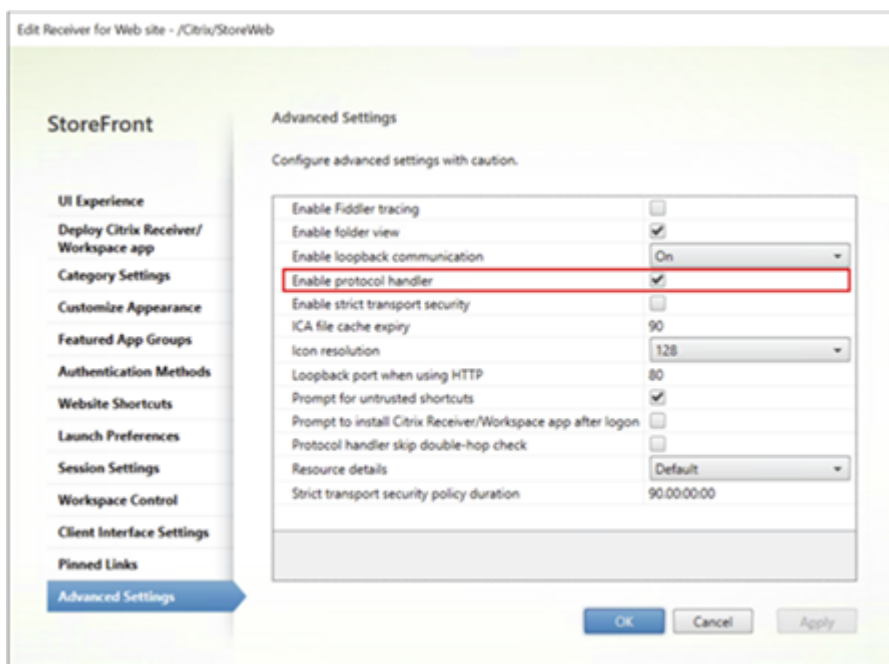 Edit Receiver for Web site - /Citrix/StoreWeb
StoreFront
UI Experience
Deploy Citrix Receiver/
Workspace app
Category Settings
Customize Appearance
Featured App Groups
Authentication Methods
Website Shortcuts
Launch Preferences
Session Settings
Workspace Control
Client Interface Settings
Pinned Links
Advanced Settings
Advanced Settings
Configure advanced settings with caution.
Enable Fiddler tracing
Enable folder view
Enable loopback communication On
Enable protocol handler
Enable strict transport security
ICA file cache expiry 90
Icon resolution 128
Loopback port when using HTTP 80
Prompt for untrusted shortcuts
Prompt to install Citrix Receiver/Workspace app after logon
Protocol handler skip double-hop check
Resource details Default
Strict transport security policy duration 90.00:00:00
OK Cancel Apply